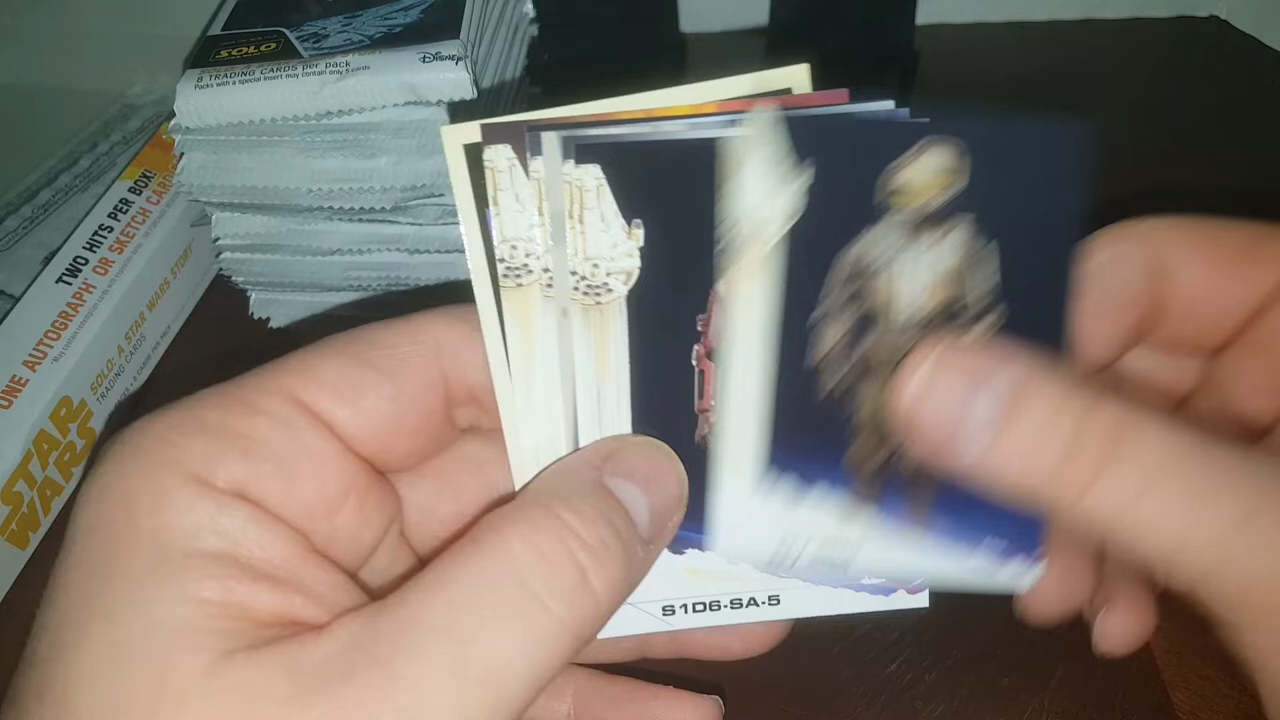 SOLO
Disney
8 TRADING CARDS per pack
Packs with a special insert may contain only 5 cards
TWO HITS PER BOX!
ONE AUTOGRAPH* OR SKETCH CARD
SOLO: A STAR WARS STORY
TRADING CARDS
STAR
WARS
S1D6-SA-5